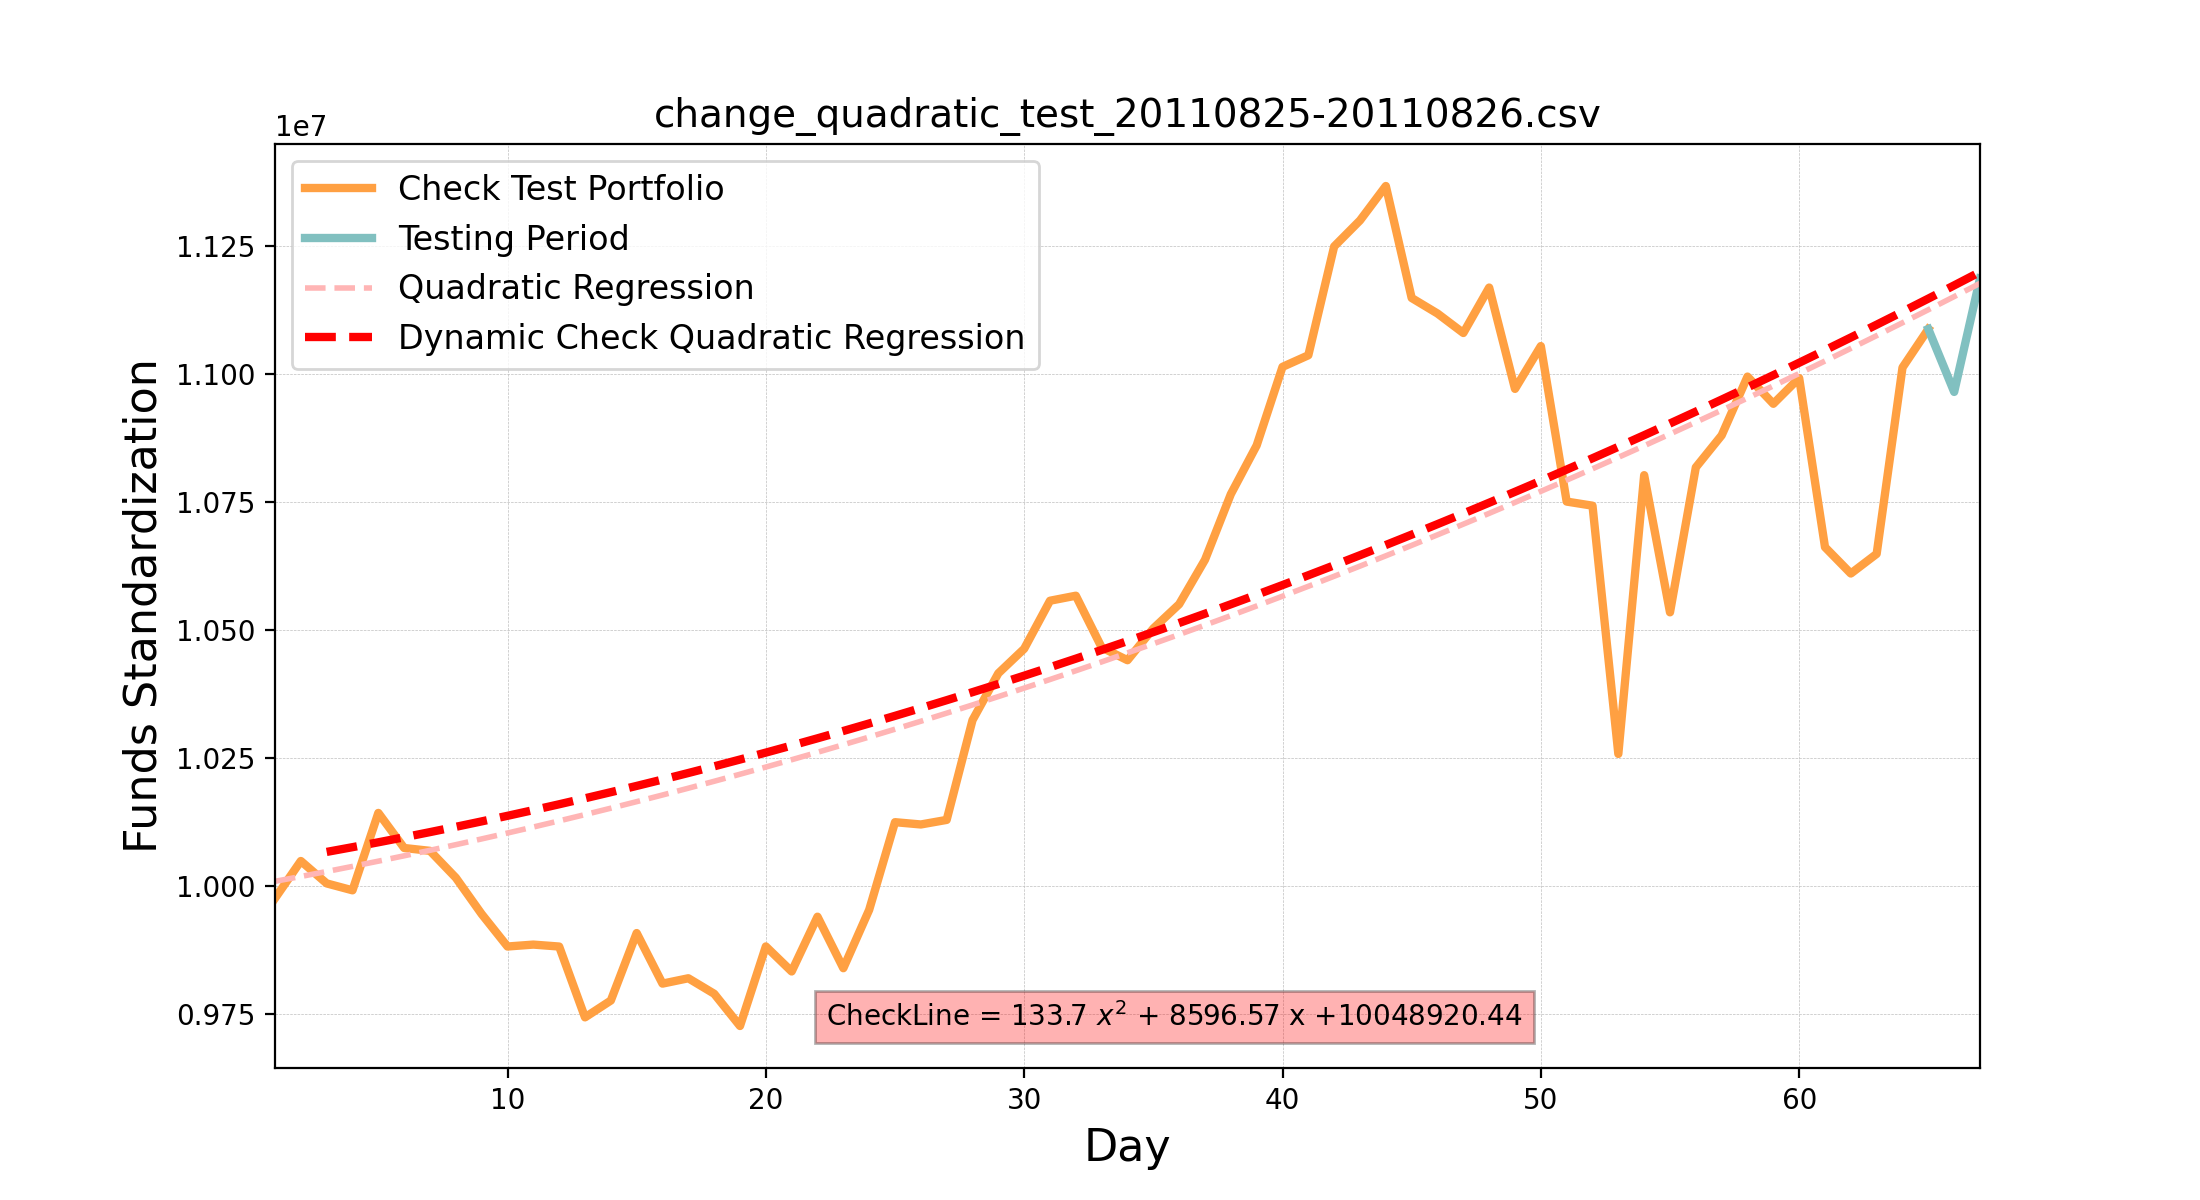 change_quadratic_test_20110825-20110826.csv
1e7
Check Test Portfolio
Testing Period
Quadratic Regression
Dynamic Check Quadratic Regression
Funds Standardization
1.125
1.100
1.075
1.050
1.025
1.000
0.975
CheckLine = 133.7 x² + 8596.57 x +10048920.44
10 20 30 40 50 60
Day